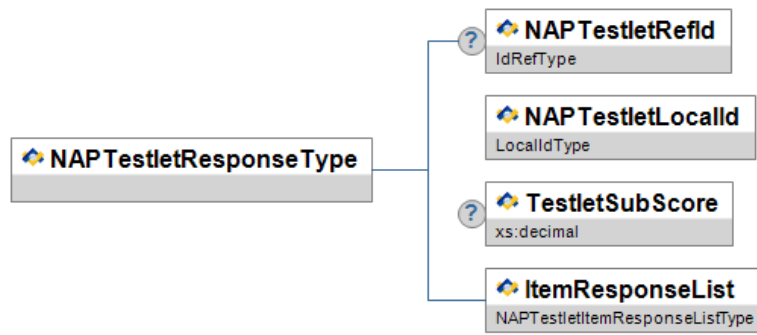 NAPTestletRefId
?
IdRefType
NAPTestletLocalId
LocalIdType
NAPTestletResponseType
TestletSubScore
?
xs:decimal
ItemResponseList
NAPTestletItemResponseListType